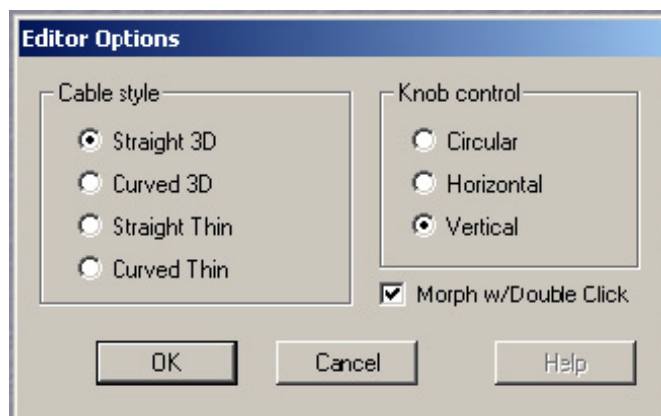 Editor Options
Cable style
Straight 3D
Curved 3D
Straight Thin
Curved Thin
Knob control
Circular
Horizontal
Vertical
Morph w/Double Click
OK
Cancel
Help